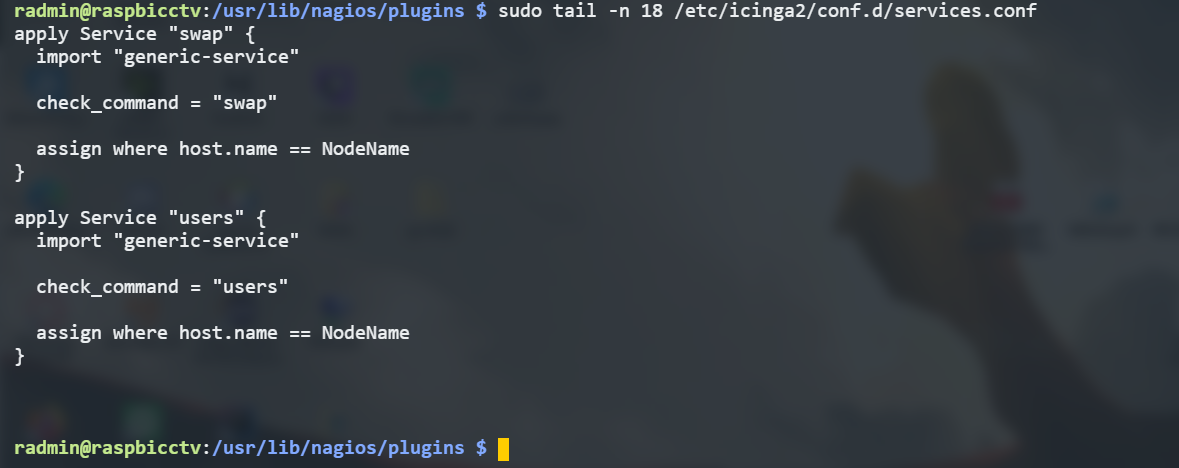 radmin@raspbicctv:/usr/lib/nagios/plugins $ sudo tail -n 18 /etc/icinga2/conf.d/services.conf
apply Service "swap" {
  import "generic-service"

  check_command = "swap"

  assign where host.name == NodeName
}

apply Service "users" {
  import "generic-service"

  check_command = "users"

  assign where host.name == NodeName
}

radmin@raspbicctv:/usr/lib/nagios/plugins $